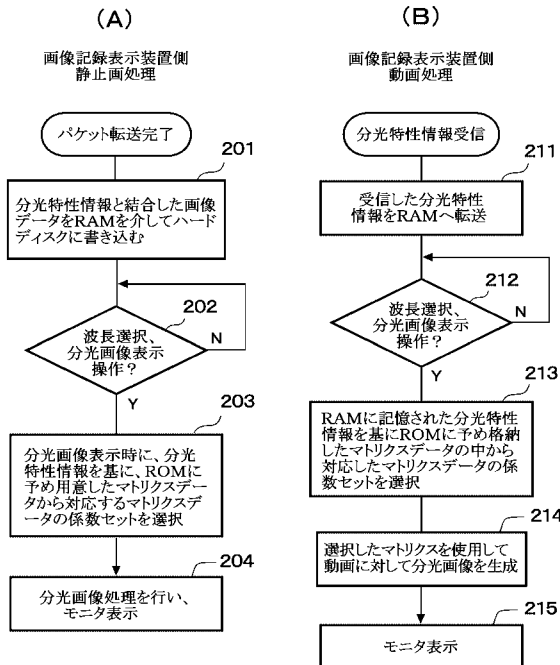 (A)
画像記録表示装置側
静止画処理
パケット転送完了
201
分光特性情報と結合した画像
データをRAMを介してハード
ディスクに書き込む
202
波長選択、
分光画像表示
操作?
N
Y
203
分光画像表示時に、分光
特性情報を基に、ROMに
予め用意したマトリクスデ
ータから対応するマトリクス
データの係数セットを選択
204
分光画像処理を行い、
モニタ表示
(B)
画像記録表示装置側
動画処理
分光特性情報受信
211
受信した分光特性
情報をRAMへ転送
212
波長選択、
分光画像表示
操作?
N
Y
213
RAMに記憶された分光特性
情報を基にROMに予め格納
したマトリクスデータの中から
対応したマトリクスデータの係
数セットを選択
214
選択したマトリクスを使用して
動画に対して分光画像を生成
215
モニタ表示